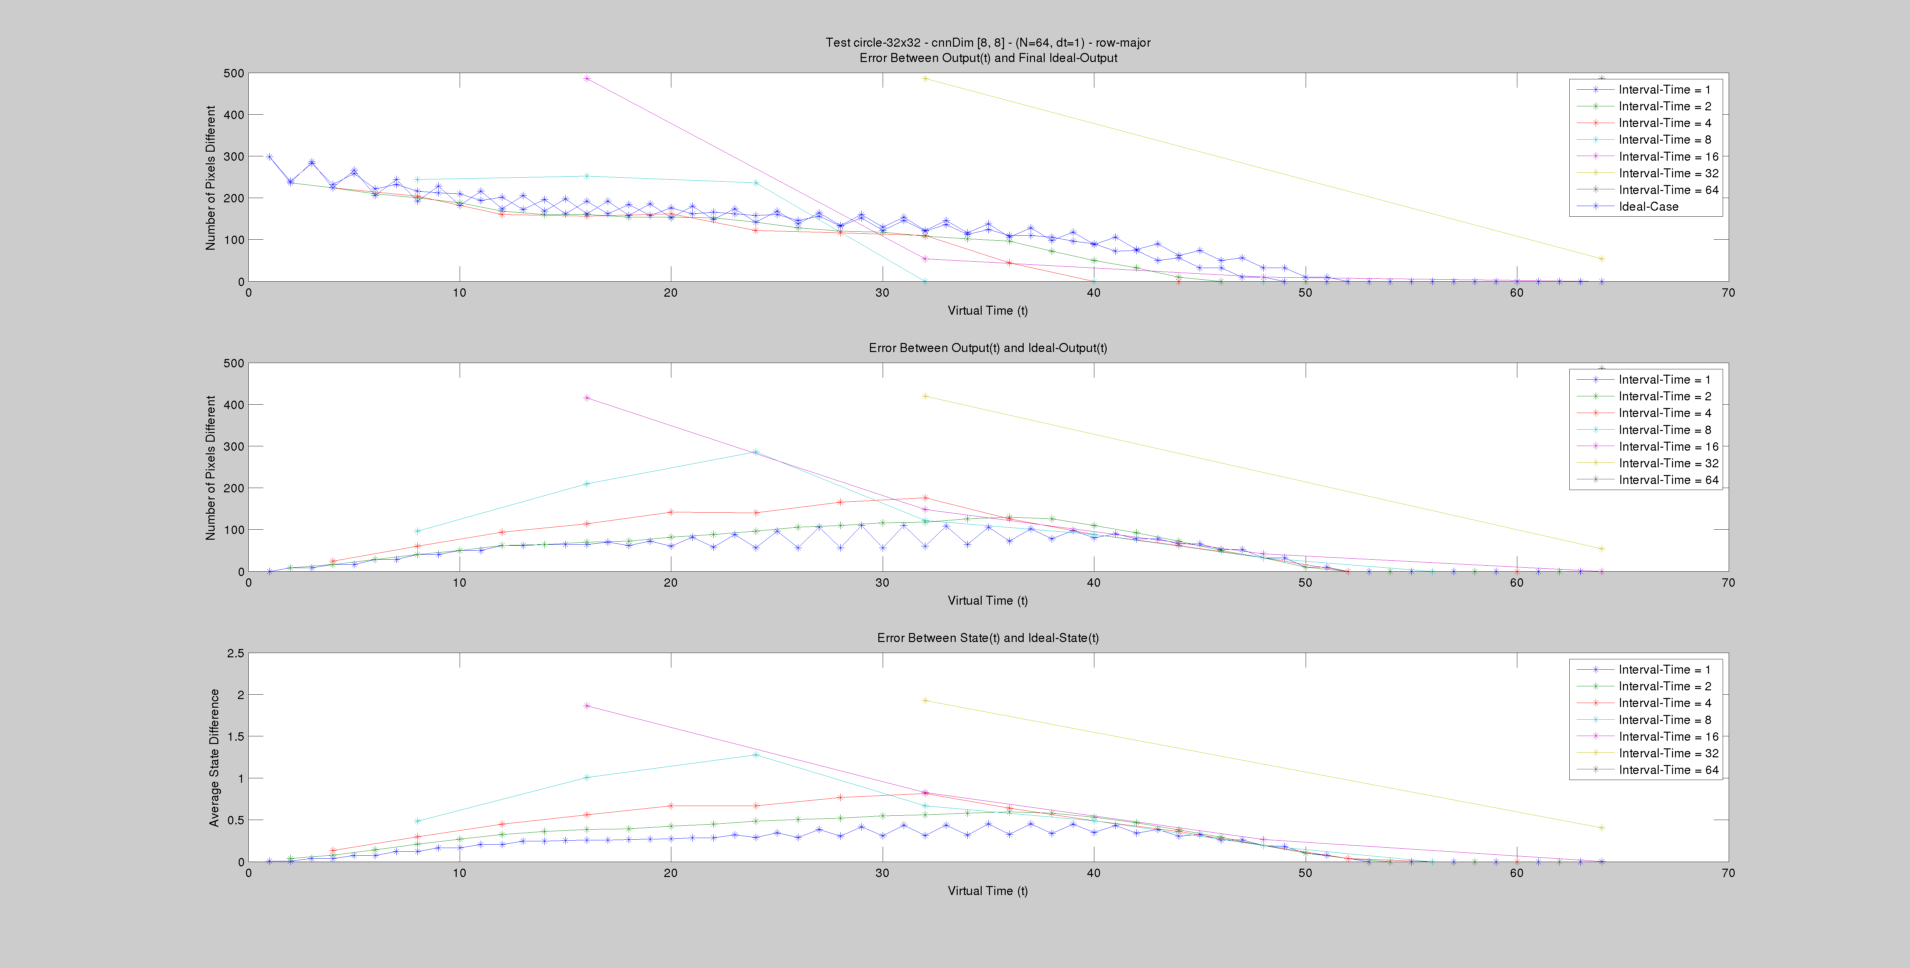 Test circle-32x32 - cnnDim [8, 8] - (N=64, dt=1) - row-major
Error Between Output(t) and Final Ideal-Output
Number of Pixels Different
500
400
300
200
100
0
0 10 20 30 40 50 60 70
Virtual Time (t)
Interval-Time = 1
Interval-Time = 2
Interval-Time = 4
Interval-Time = 8
Interval-Time = 16
Interval-Time = 32
Interval-Time = 64
Ideal-Case
Error Between Output(t) and Ideal-Output(t)
Number of Pixels Different
500
400
300
200
100
0
0 10 20 30 40 50 60 70
Virtual Time (t)
Interval-Time = 1
Interval-Time = 2
Interval-Time = 4
Interval-Time = 8
Interval-Time = 16
Interval-Time = 32
Interval-Time = 64
Error Between State(t) and Ideal-State(t)
Average State Difference
2.5
2
1.5
1
0.5
0
0 10 20 30 40 50 60 70
Virtual Time (t)
Interval-Time = 1
Interval-Time = 2
Interval-Time = 4
Interval-Time = 8
Interval-Time = 16
Interval-Time = 32
Interval-Time = 64